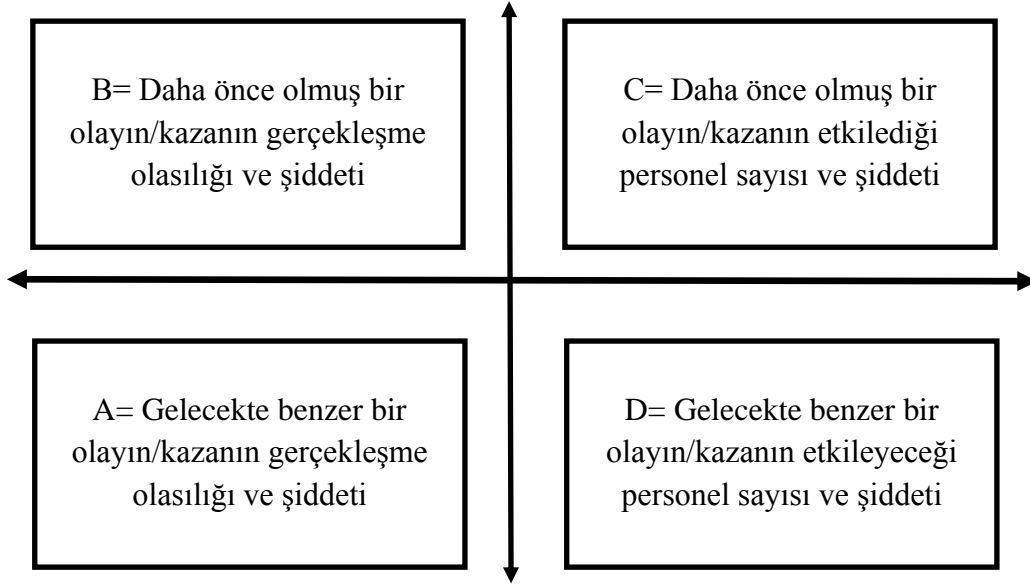 B= Daha önce olmuş bir
olayın/kazanın gerçekleşme
olasılığı ve şiddeti
C= Daha önce olmuş bir
olayın/kazanın etkilediği
personel sayısı ve şiddeti
A= Gelecekte benzer bir
olayın/kazanın gerçekleşme
olasılığı ve şiddeti
D= Gelecekte benzer bir
olayın/kazanın etkileyeceği
personel sayısı ve şiddeti